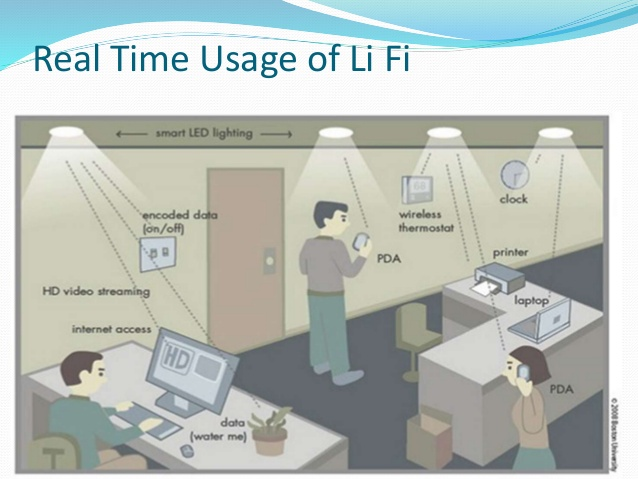 Real Time Usage of Li Fi
smart LED lighting
encoded data
(on/off)
HD video streaming
internet access
HD
data
(water me)
PDA
68
wireless
thermostat
clock
printer
laptop
PDA
© 2008 Boston University